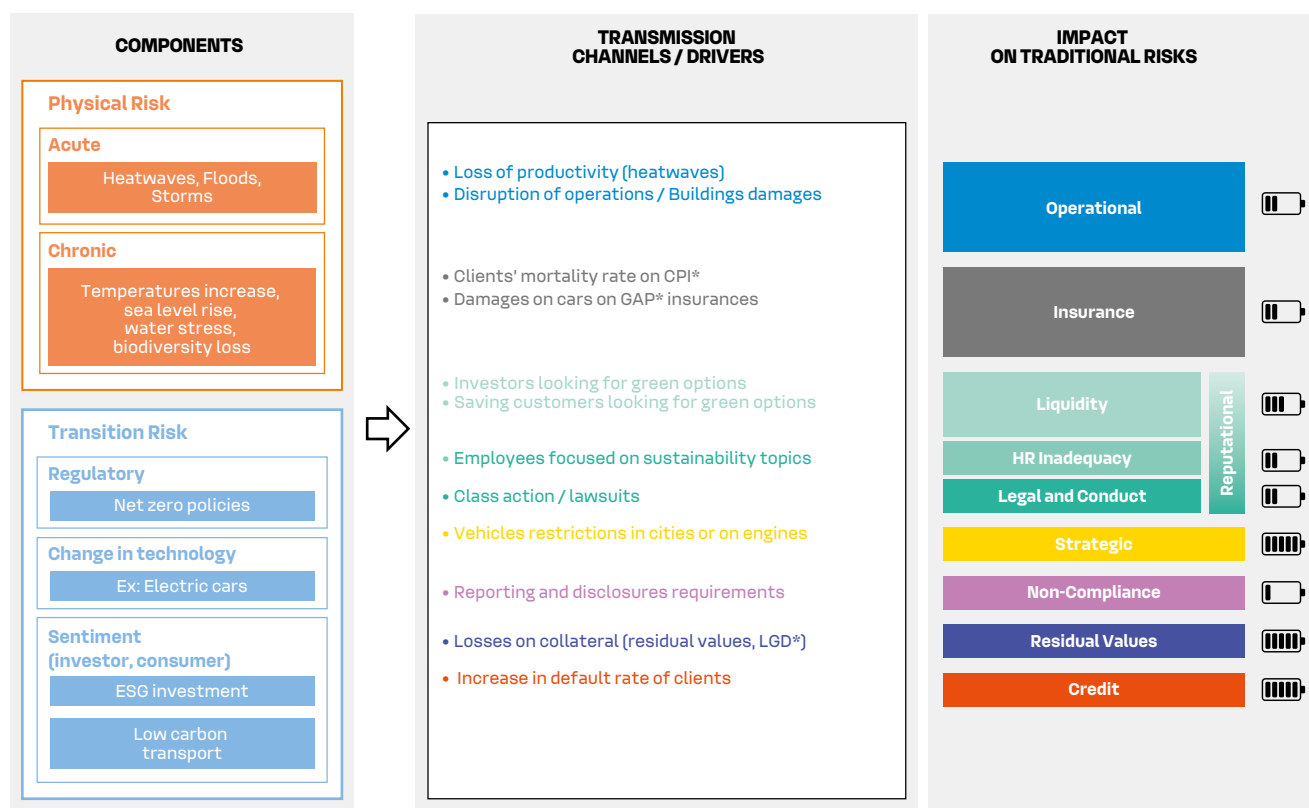 COMPONENTS
Physical Risk
Acute
Heatwaves, Floods,
Storms
Chronic
Temperatures increase,
sea level rise,
water stress,
biodiversity loss
Transition Risk
Regulatory
Net zero policies
Change in technology
Ex: Electric cars
Sentiment
(investor, consumer)
ESG investment
Low carbon
transport
TRANSMISSION
CHANNELS / DRIVERS
• Loss of productivity (heatwaves)
• Disruption of operations / Buildings damages
• Clients' mortality rate on CPI*
• Damages on cars on GAP* insurances
• Investors looking for green options
• Saving customers looking for green options
• Employees focused on sustainability topics
• Class action / lawsuits
• Vehicles restrictions in cities or on engines
• Reporting and disclosures requirements
• Losses on collateral (residual values, LGD*)
• Increase in default rate of clients
IMPACT
ON TRADITIONAL RISKS
Operational
Insurance
Liquidity
HR Inadequacy
Legal and Conduct
Reputational
Strategic
Non-Compliance
Residual Values
Credit